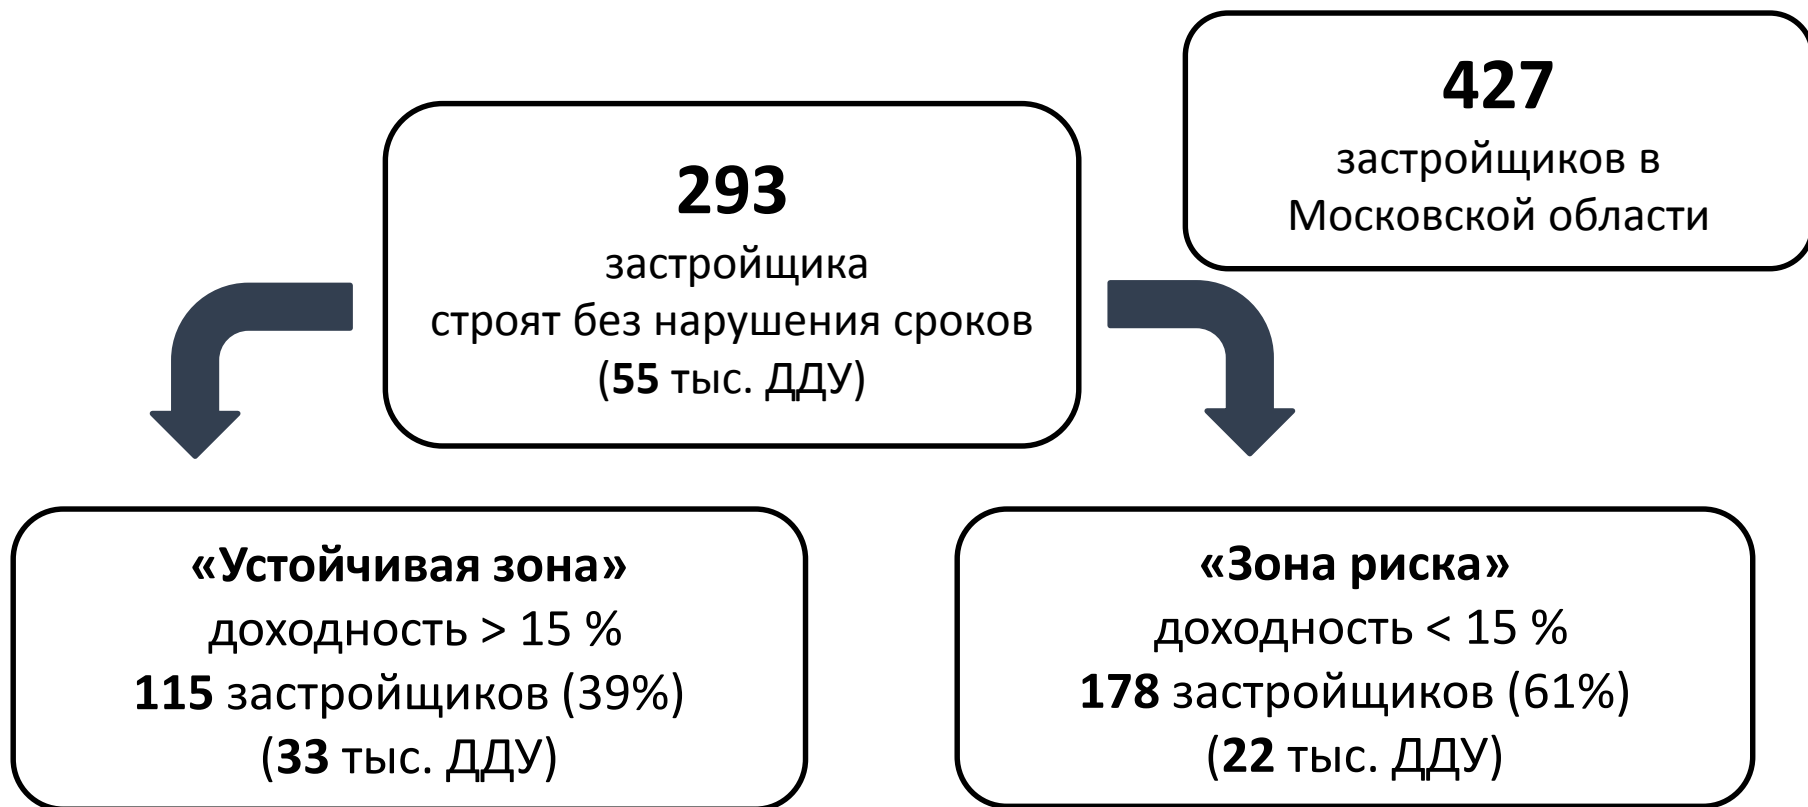 427
застройщиков в
Московской области
293
застройщика
строят без нарушения сроков
(55 тыс. ДДУ)
«Устойчивая зона»
доходность > 15 %
115 застройщиков (39%)
(33 тыс. ДДУ)
«Зона риска»
доходность < 15 %
178 застройщиков (61%)
(22 тыс. ДДУ)